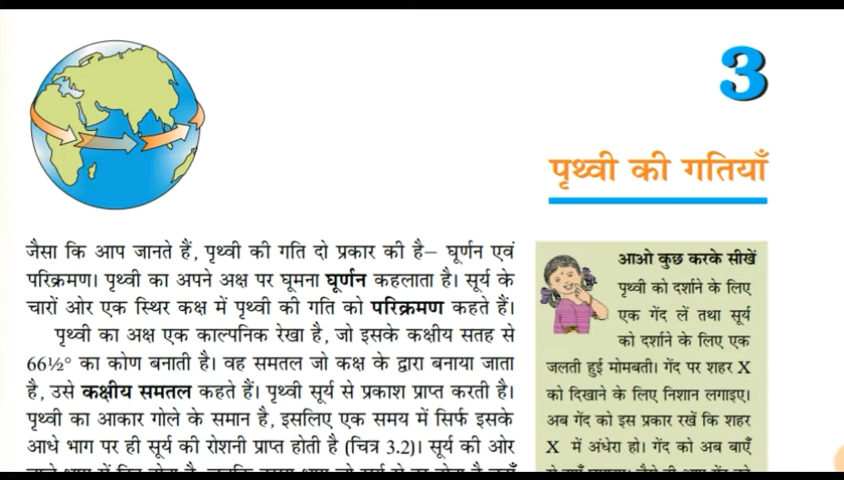 3
पृथ्वी की गतियाँ
जैसा कि आप जानते हैं, पृथ्वी की गति दो प्रकार की है– घूर्णन एवं
परिक्रमण। पृथ्वी का अपने अक्ष पर घूमना घूर्णन कहलाता है। सूर्य के
चारों ओर एक स्थिर कक्ष में पृथ्वी की गति को परिक्रमण कहते हैं।
पृथ्वी का अक्ष एक काल्पनिक रेखा है, जो इसके कक्षीय सतह से
66½° का कोण बनाती है। वह समतल जो कक्ष के द्वारा बनाया जाता
है, उसे कक्षीय समतल कहते हैं। पृथ्वी सूर्य से प्रकाश प्राप्त करती है।
पृथ्वी का आकार गोले के समान है, इसलिए एक समय में सिर्फ इसके
आधे भाग पर ही सूर्य की रोशनी प्राप्त होती है (चित्र 3.2)। सूर्य की ओर
आओ कुछ करके सीखें
पृथ्वी को दर्शाने के लिए
एक गेंद लें तथा सूर्य
को दर्शाने के लिए एक
जलती हुई मोमबत्ती। गेंद पर शहर X
को दिखाने के लिए निशान लगाइए।
अब गेंद को इस प्रकार रखें कि शहर
X में अंधेरा हो। गेंद को अब बाएँ